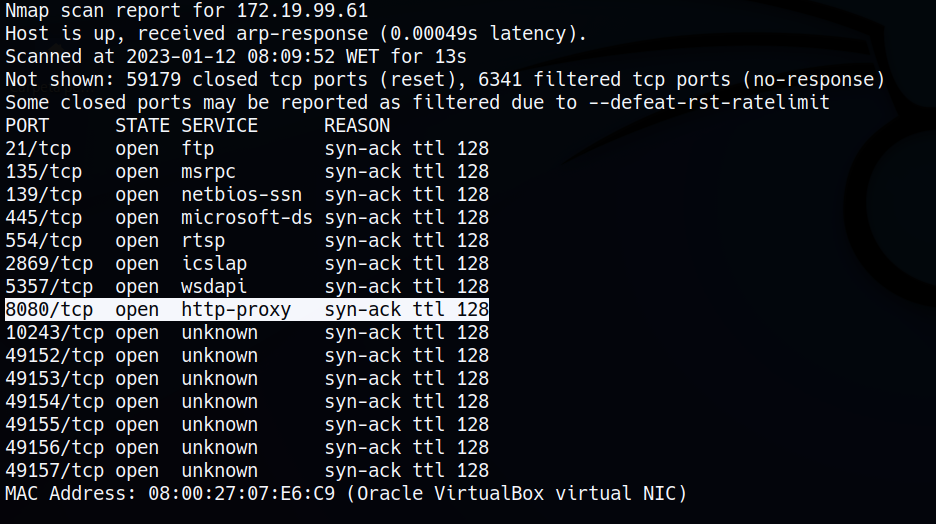 Nmap scan report for 172.19.99.61
Host is up, received arp-response (0.00049s latency).
Scanned at 2023-01-12 08:09:52 WET for 13s
Not shown: 59179 closed tcp ports (reset), 6341 filtered tcp ports (no-response)
Some closed ports may be reported as filtered due to --defeat-rst-ratelimit
PORT      STATE SERVICE      REASON
21/tcp    open  ftp          syn-ack ttl 128
135/tcp   open  msrpc        syn-ack ttl 128
139/tcp   open  netbios-ssn  syn-ack ttl 128
445/tcp   open  microsoft-ds syn-ack ttl 128
554/tcp   open  rtsp         syn-ack ttl 128
2869/tcp  open  icslap       syn-ack ttl 128
5357/tcp  open  wsdapi       syn-ack ttl 128
8080/tcp  open  http-proxy   syn-ack ttl 128
10243/tcp open  unknown      syn-ack ttl 128
49152/tcp open  unknown      syn-ack ttl 128
49153/tcp open  unknown      syn-ack ttl 128
49154/tcp open  unknown      syn-ack ttl 128
49155/tcp open  unknown      syn-ack ttl 128
49156/tcp open  unknown      syn-ack ttl 128
49157/tcp open  unknown      syn-ack ttl 128
MAC Address: 08:00:27:07:E6:C9 (Oracle VirtualBox virtual NIC)